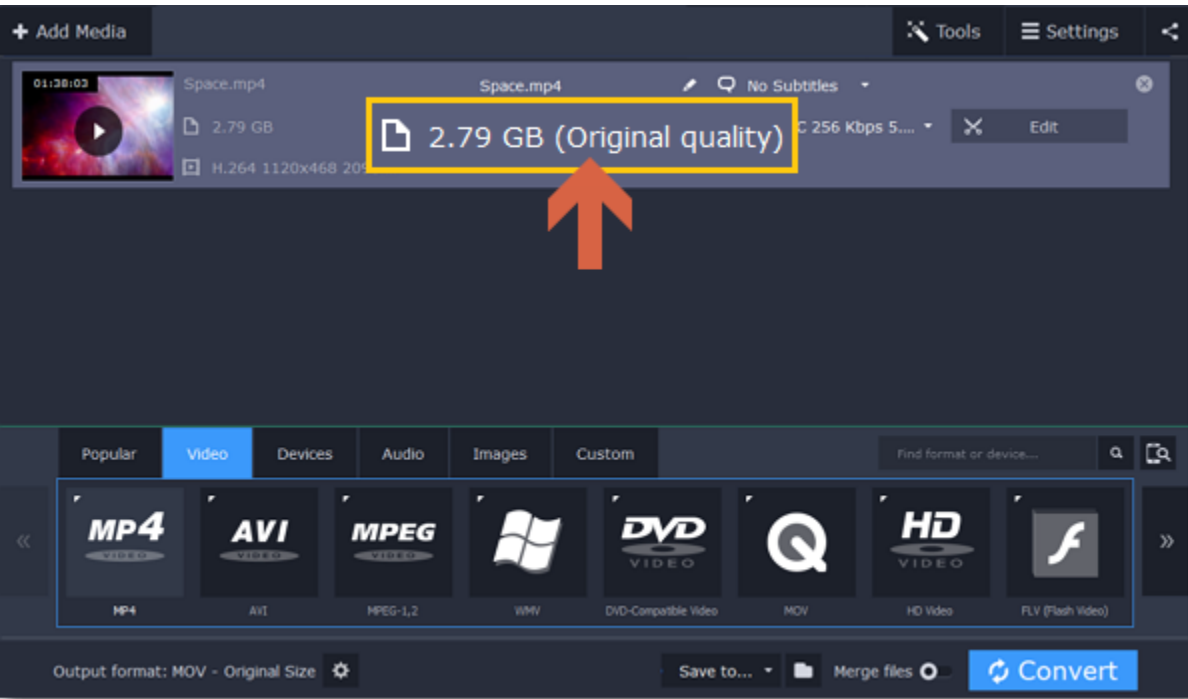 + Add Media
Tools
Settings
01:38:03
Space.mp4
Space.mp4
No Subtitles
2.79 GB
2.79 GB (Original quality)
C 256 Kbps 5....
Edit
H.264 1120x468 209
Popular
Video
Devices
Audio
Images
Custom
Find format or device....
MP4
VIDEO
AVI
VIDEO
MPEG
VIDEO
DVD
VIDEO
HD
VIDEO
MP4
AVI
MPEG-1,2
WMV
DVD-Compatible Video
MOV
HD Video
FLV (Flash Video)
Output format: MOV - Original Size
Save to...
Merge files
Convert